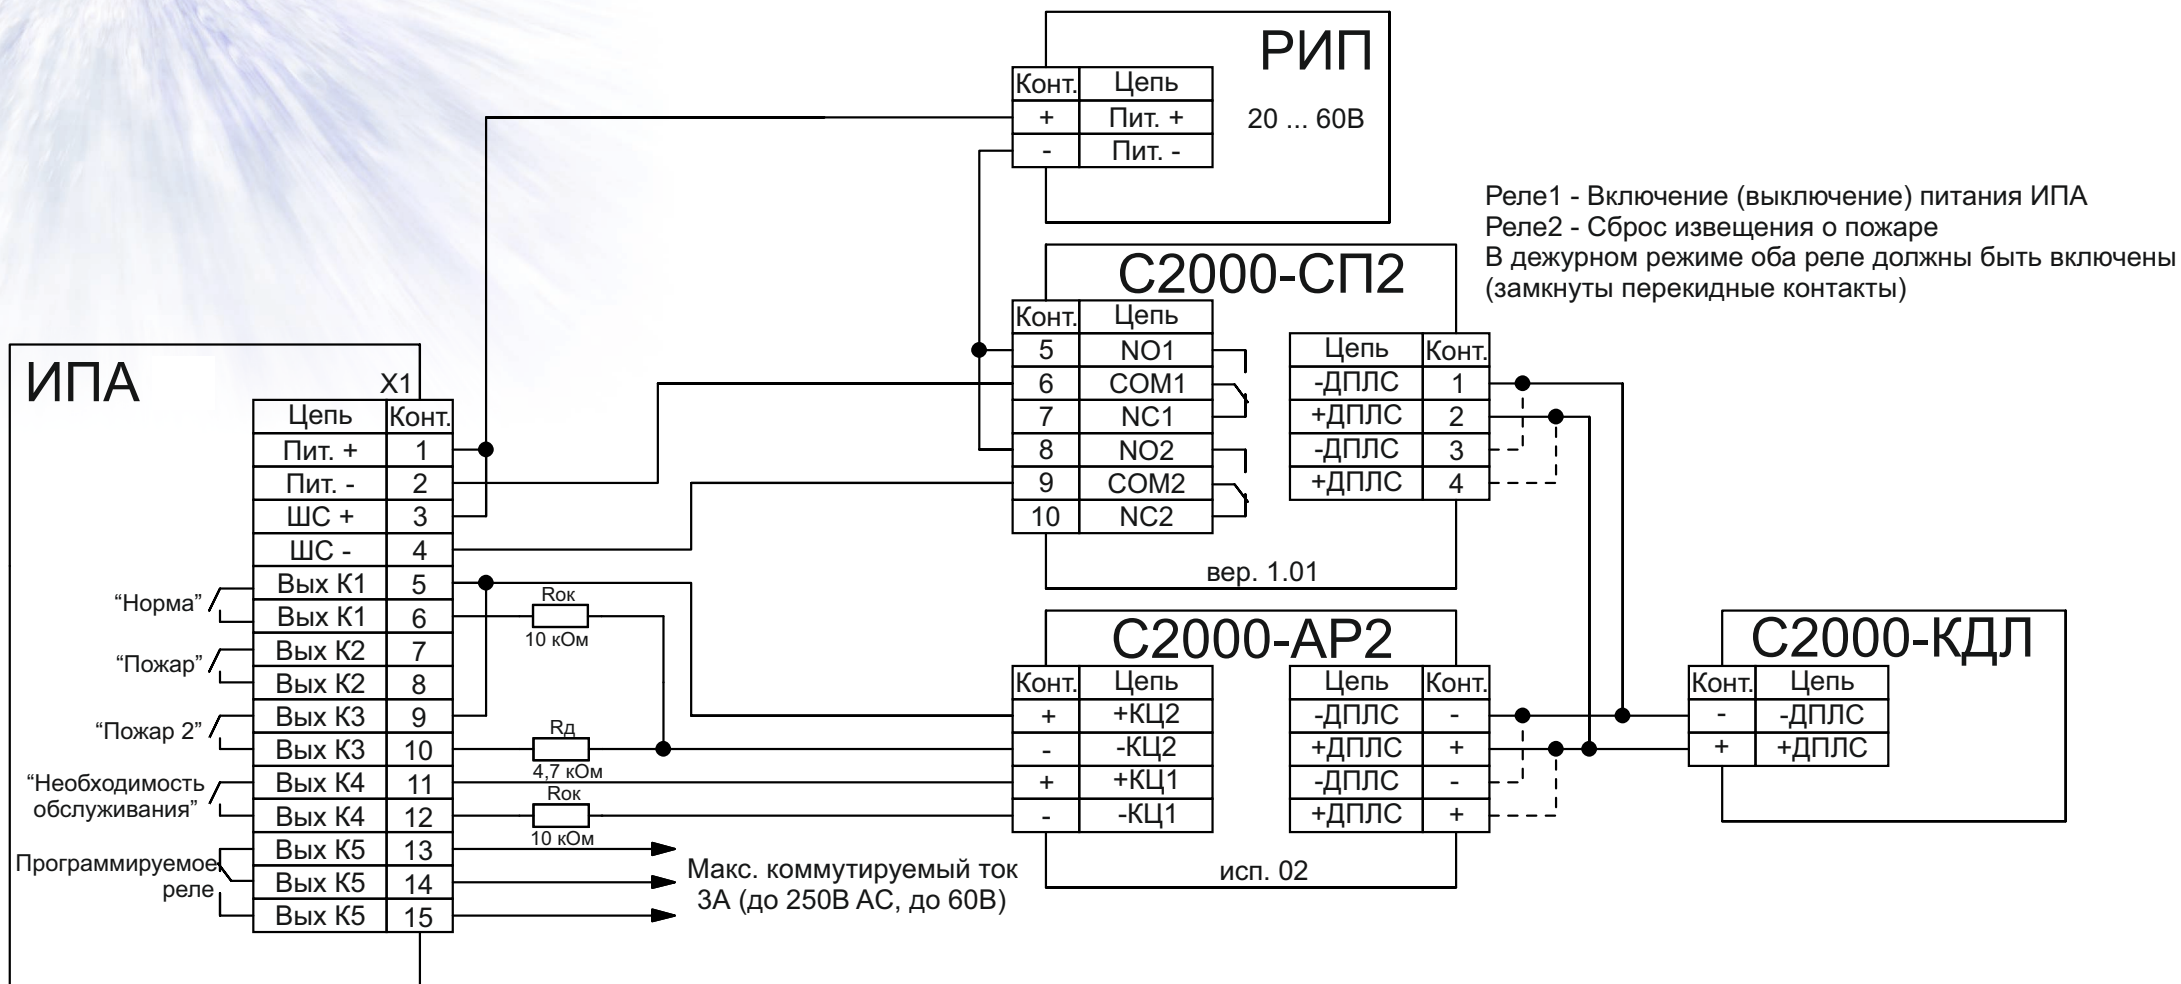 РИП
Конт. Цепь
+ Пит. +
- Пит. -
20 ... 60В
Реле1 - Включение (выключение) питания ИПА
Реле2 - Сброс извещения о пожаре
В дежурном режиме оба реле должны быть включены
(замкнуты перекидные контакты)
С2000-СП2
Конт. Цепь
5 NO1
6 COM1
7 NC1
8 NO2
9 COM2
10 NC2
Цепь Конт.
-ДПЛС 1
+ДПЛС 2
-ДПЛС 3
+ДПЛС 4
вер. 1.01
ИПА
X1
Цепь Конт.
Пит. + 1
Пит. - 2
ШС + 3
ШС - 4
Вых К1 5
Вых К1 6
Вых К2 7
Вых К2 8
Вых К3 9
Вых К3 10
Вых К4 11
Вых К4 12
Вых К5 13
Вых К5 14
Вых К5 15
“Норма”
“Пожар”
“Пожар 2”
“Необходимость
обслуживания”
Программируемое
реле
Rок
10 кОм
Rд
4,7 кОм
Rок
10 кОм
Макс. коммутируемый ток
3А (до 250В AC, до 60В)
С2000-АР2
Конт. Цепь
+ +КЦ2
- -КЦ2
+ +КЦ1
- -КЦ1
Цепь Конт.
-ДПЛС -
+ДПЛС +
-ДПЛС -
+ДПЛС +
исп. 02
С2000-КДЛ
Конт. Цепь
- -ДПЛС
+ +ДПЛС